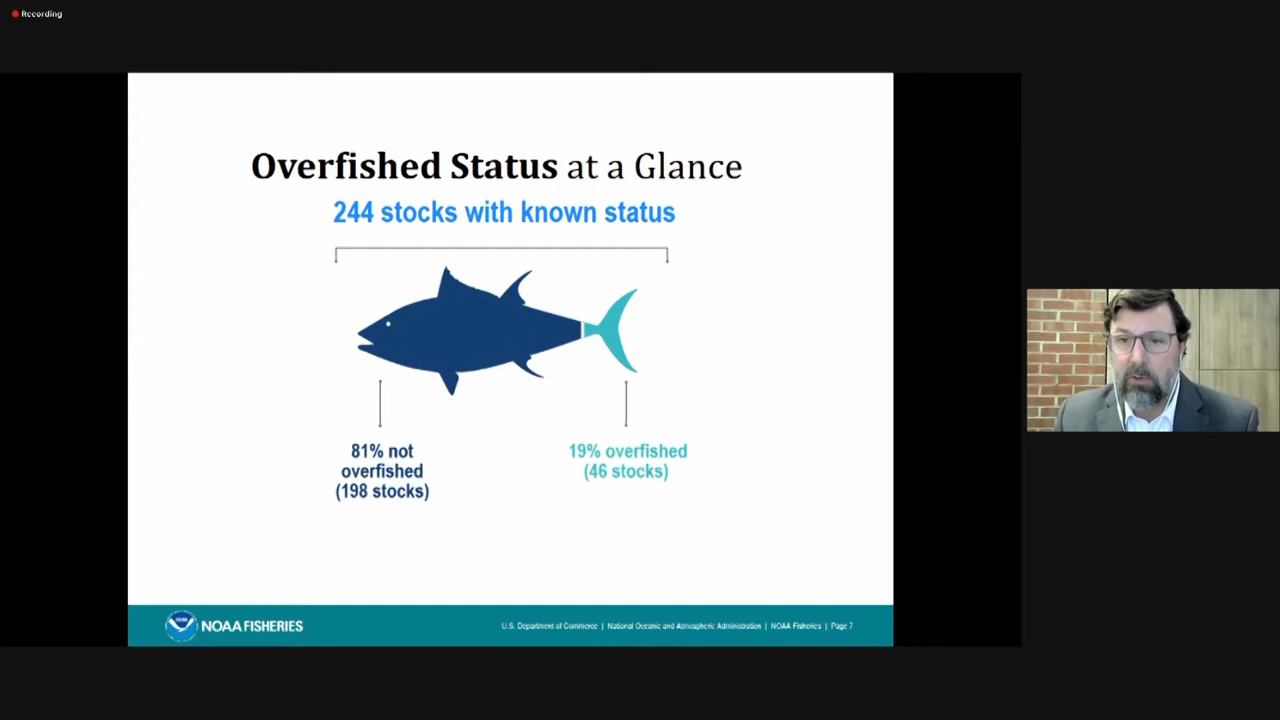 Recording
Overfished Status at a Glance
244 stocks with known status
81% not
overfished
(198 stocks)
19% overfished
(46 stocks)
NOAA FISHERIES
U.S. Department of Commerce | National Oceanic and Atmospheric Administration | NOAA Fisheries | Page 7